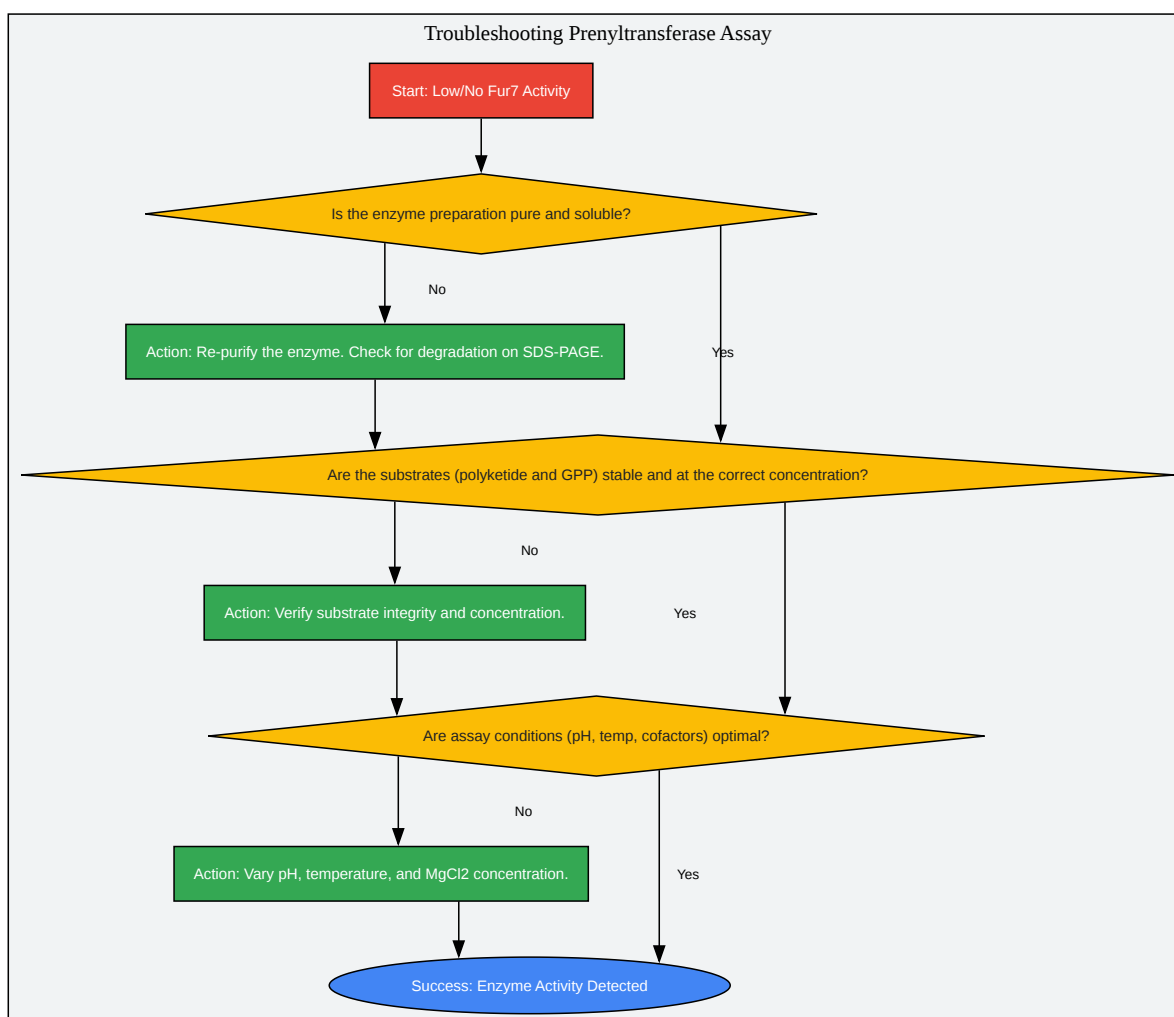 Troubleshooting Prenyltransferase Assay
Start: Low/No Fur7 Activity
Is the enzyme preparation pure and soluble?
No
Action: Re-purify the enzyme. Check for degradation on SDS-PAGE.
Yes
Are the substrates (polyketide and GPP) stable and at the correct concentration?
No
Action: Verify substrate integrity and concentration.
Yes
Are assay conditions (pH, temp, cofactors) optimal?
No
Action: Vary pH, temperature, and MgCl2 concentration.
Yes
Success: Enzyme Activity Detected